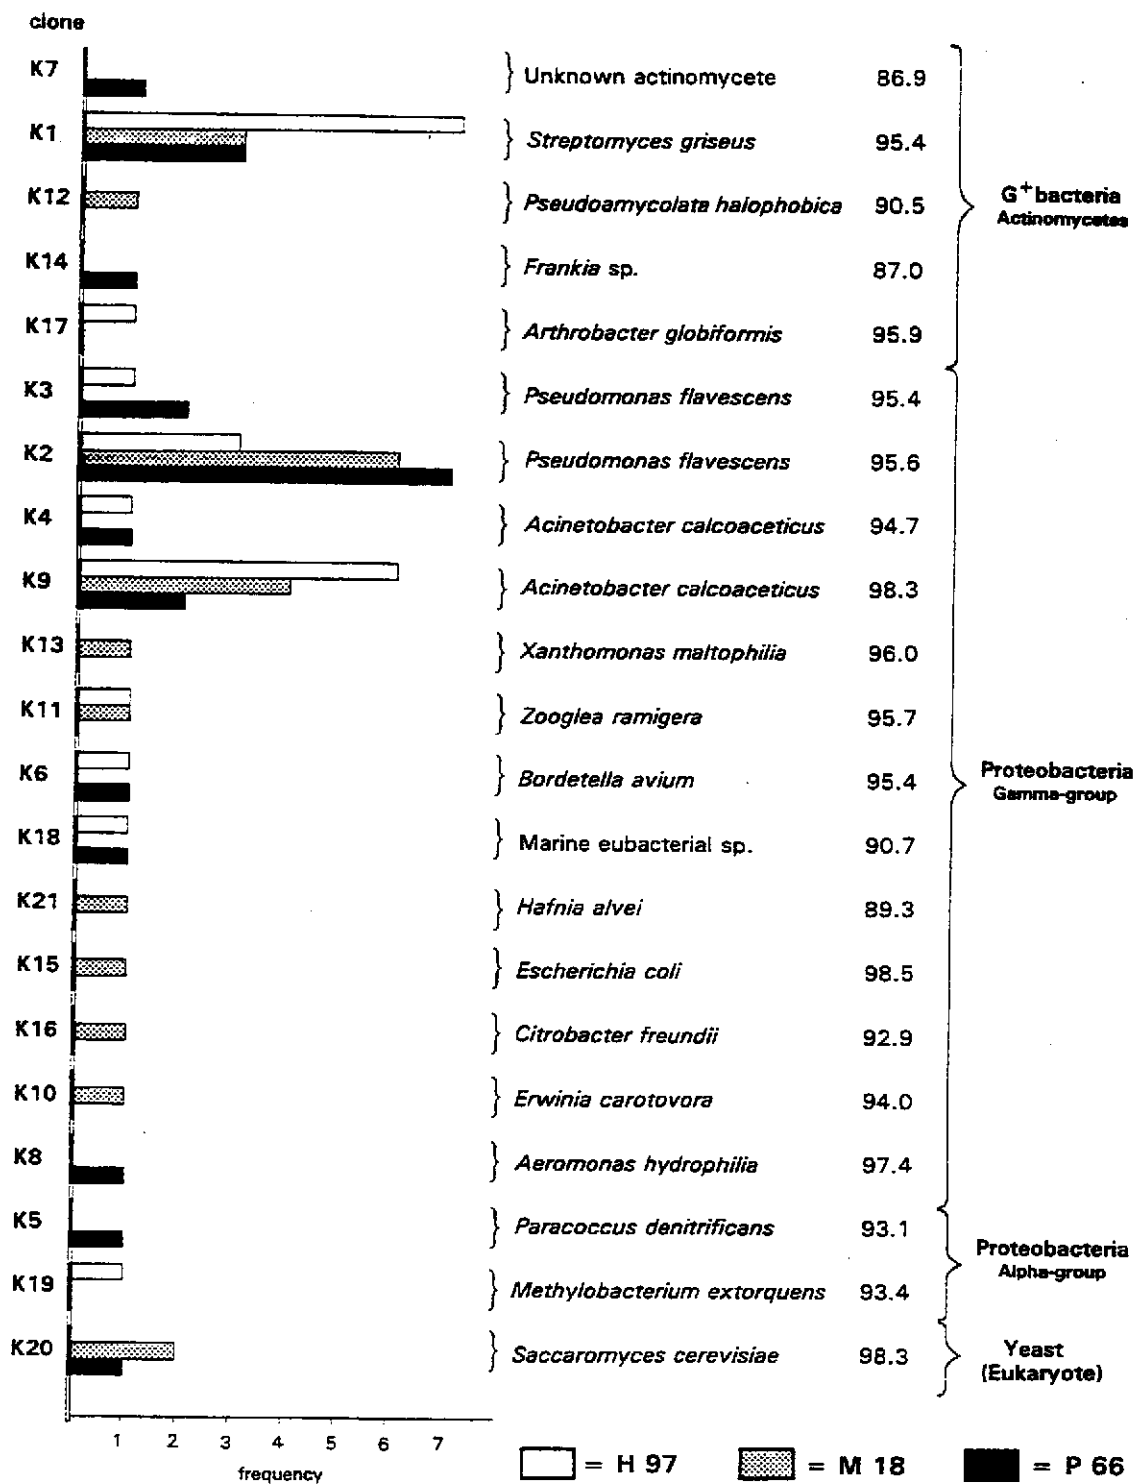 clone
K7 } Unknown actinomycete 86.9
K1 } Streptomyces griseus 95.4
K12 } Pseudoamycolata halophobica 90.5
G+bacteria
Actinomycetes
K14 } Frankia sp. 87.0
K17 } Arthrobacter globiformis 95.9
K3 } Pseudomonas flavescens 95.4
K2 } Pseudomonas flavescens 95.6
K4 } Acinetobacter calcoaceticus 94.7
K9 } Acinetobacter calcoaceticus 98.3
K13 } Xanthomonas maltophilia 96.0
K11 } Zooglea ramigera 95.7
K6 } Bordetella avium 95.4
Proteobacteria
Gamma-group
K18 } Marine eubacterial sp. 90.7
K21 } Hafnia alvei 89.3
K15 } Escherichia coli 98.5
K16 } Citrobacter freundii 92.9
K10 } Erwinia carotovora 94.0
K8 } Aeromonas hydrophilia 97.4
K5 } Paracoccus denitrificans 93.1
Proteobacteria
Alpha-group
K19 } Methylobacterium extorquens 93.4
K20 } Saccaromyces cerevisiae 98.3
Yeast
(Eukaryote)
1 2 3 4 5 6 7
frequency
= H 97 = M 18 = P 66